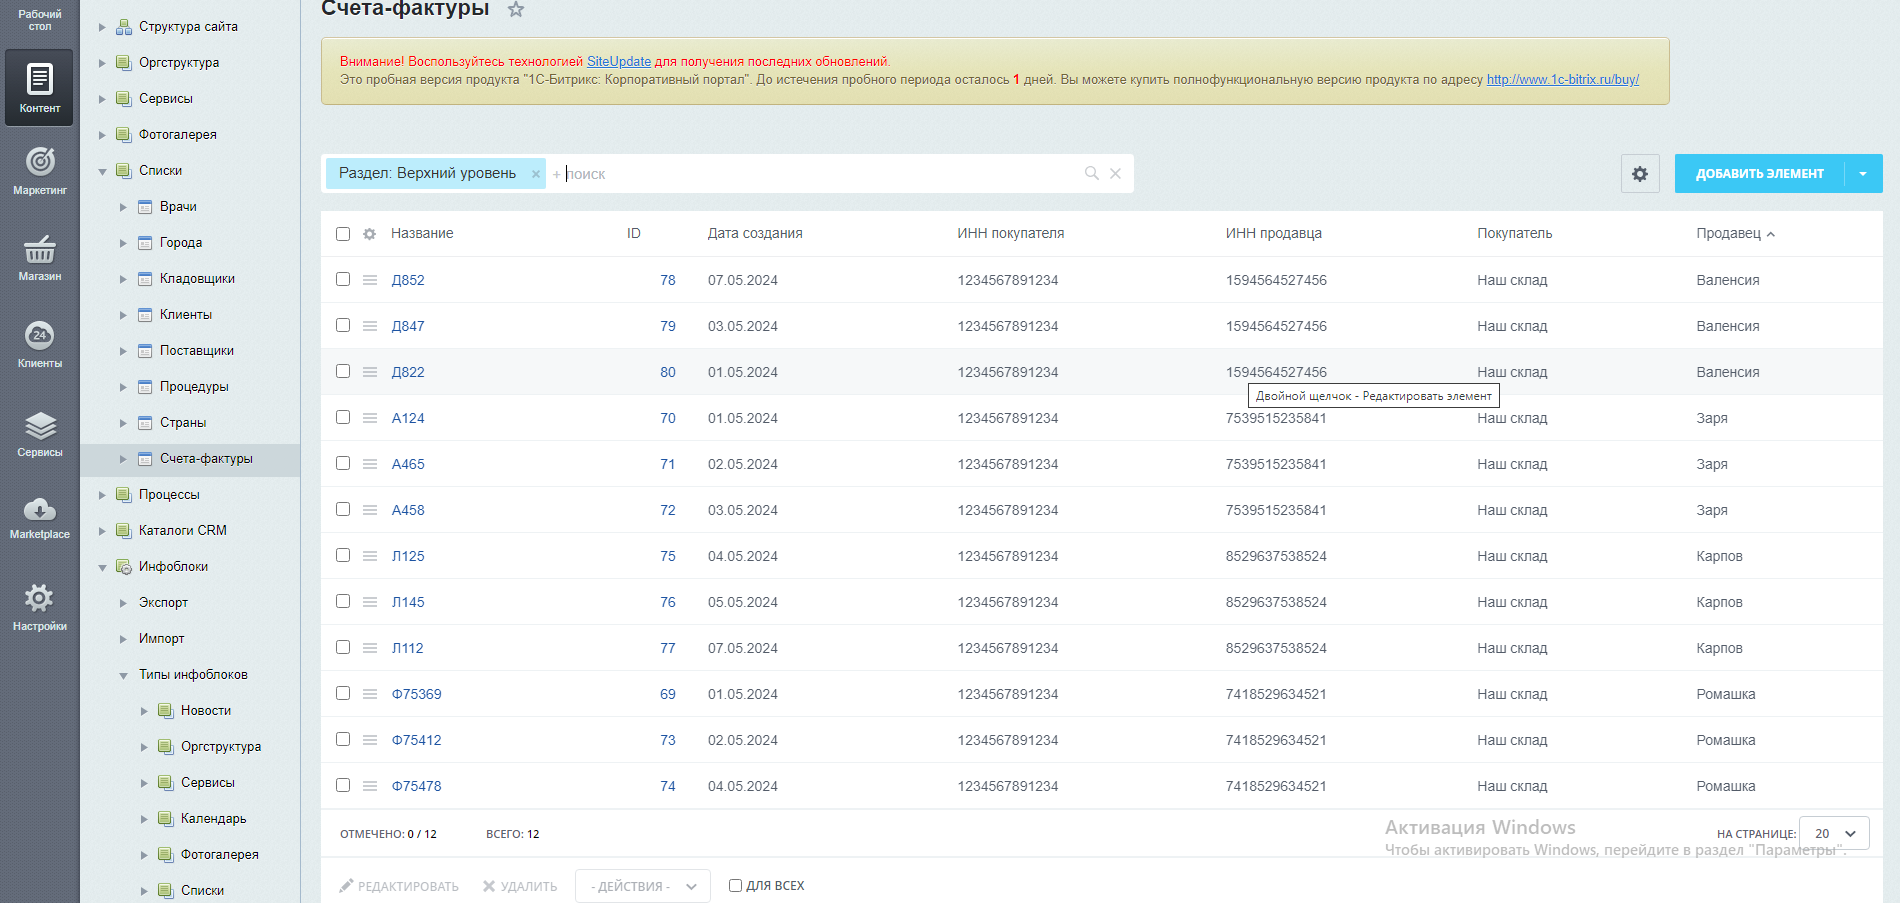 Рабочий
стол
Контент
Маркетинг
Магазин
24
Клиенты
Сервисы
Marketplace
Настройки
Структура сайта
Оргструктура
Сервисы
Фотогалерея
Списки
Врачи
Города
Кладовщики
Клиенты
Поставщики
Процедуры
Страны
Счета-фактуры
Процессы
Каталоги CRM
Инфоблоки
Экспорт
Импорт
Типы инфоблоков
Новости
Оргструктура
Сервисы
Календарь
Фотогалерея
Списки
Счета-фактуры
Внимание! Воспользуйтесь технологией SiteUpdate для получения последних обновлений.
Это пробная версия продукта "1С-Битрикс: Корпоративный портал". До истечения пробного периода осталось 1 дней. Вы можете купить полнофункциональную версию продукта по адресу http://www.1c-bitrix.ru/buy/
Раздел: Верхний уровень × + поиск
ДОБАВИТЬ ЭЛЕМЕНТ
Название ID Дата создания ИНН покупателя ИНН продавца Покупатель Продавец
Д852 78 07.05.2024 1234567891234 1594564527456 Наш склад Валенсия
Д847 79 03.05.2024 1234567891234 1594564527456 Наш склад Валенсия
Д822 80 01.05.2024 1234567891234 1594564527456 Наш склад Валенсия
Двойной щелчок - Редактировать элемент
А124 70 01.05.2024 1234567891234 7539515235841 Наш склад Заря
А465 71 02.05.2024 1234567891234 7539515235841 Наш склад Заря
А458 72 03.05.2024 1234567891234 7539515235841 Наш склад Заря
Л125 75 04.05.2024 1234567891234 8529637538524 Наш склад Карпов
Л145 76 05.05.2024 1234567891234 8529637538524 Наш склад Карпов
Л112 77 07.05.2024 1234567891234 8529637538524 Наш склад Карпов
Ф75369 69 01.05.2024 1234567891234 7418529634521 Наш склад Ромашка
Ф75412 73 02.05.2024 1234567891234 7418529634521 Наш склад Ромашка
Ф75478 74 04.05.2024 1234567891234 7418529634521 Наш склад Ромашка
ОТМЕЧЕНО: 0 / 12 ВСЕГО: 12 НА СТРАНИЦЕ: 20
Активация Windows
Чтобы активировать Windows, перейдите в раздел "Параметры".
РЕДАКТИРОВАТЬ УДАЛИТЬ - ДЕЙСТВИЯ - ДЛЯ ВСЕХ